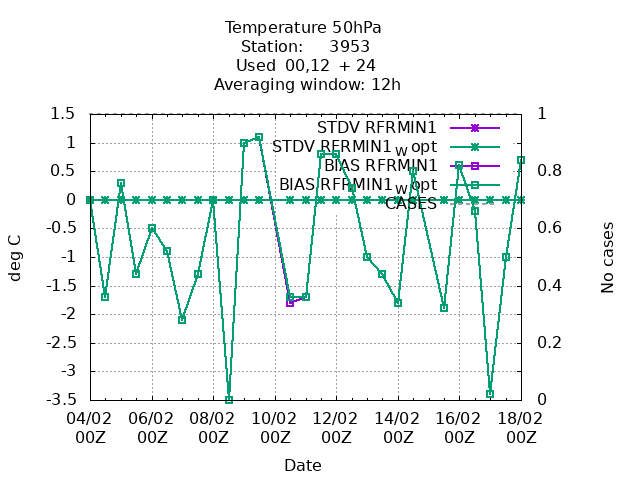 Temperature 50hPa
Station: 3953
Used 00,12 + 24
Averaging window: 12h
STDV RFRMIN1
STDV RFRMIN1w opt
BIAS RFRMIN1
BIAS RFRMIN1w opt
CASES
1.5
1
0.5
0
-0.5
-1
-1.5
-2
-2.5
-3
-3.5
deg C
1
0.8
0.6
0.4
0.2
0
No cases
04/02 06/02 08/02 10/02 12/02 14/02 16/02 18/02
00Z 00Z 00Z 00Z 00Z 00Z 00Z 00Z
Date